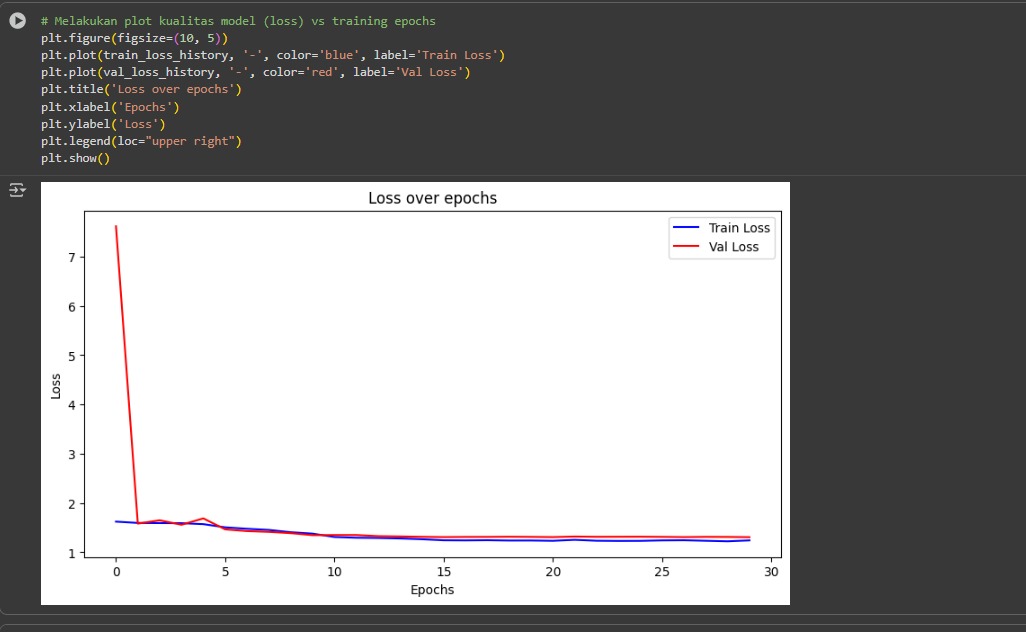 # Melakukan plot kualitas model (loss) vs training epochs
plt.figure(figsize=(10, 5))
plt.plot(train_loss_history, '-', color='blue', label='Train Loss')
plt.plot(val_loss_history, '-', color='red', label='Val Loss')
plt.title('Loss over epochs')
plt.xlabel('Epochs')
plt.ylabel('Loss')
plt.legend(loc="upper right")
plt.show()
Loss over epochs
Train Loss
Val Loss
7
6
5
4
3
2
1
Loss
0 5 10 15 20 25 30
Epochs